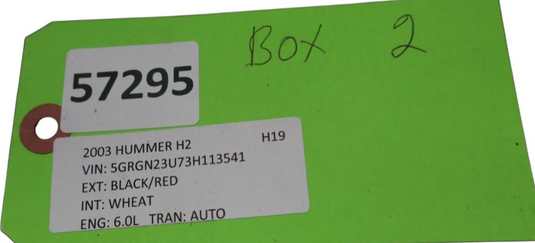 BOX 2
57295
2003 HUMMER H2 H19
VIN: 5GRGN23U73H113541
EXT: BLACK/RED
INT: WHEAT
ENG: 6.0L TRAN: AUTO